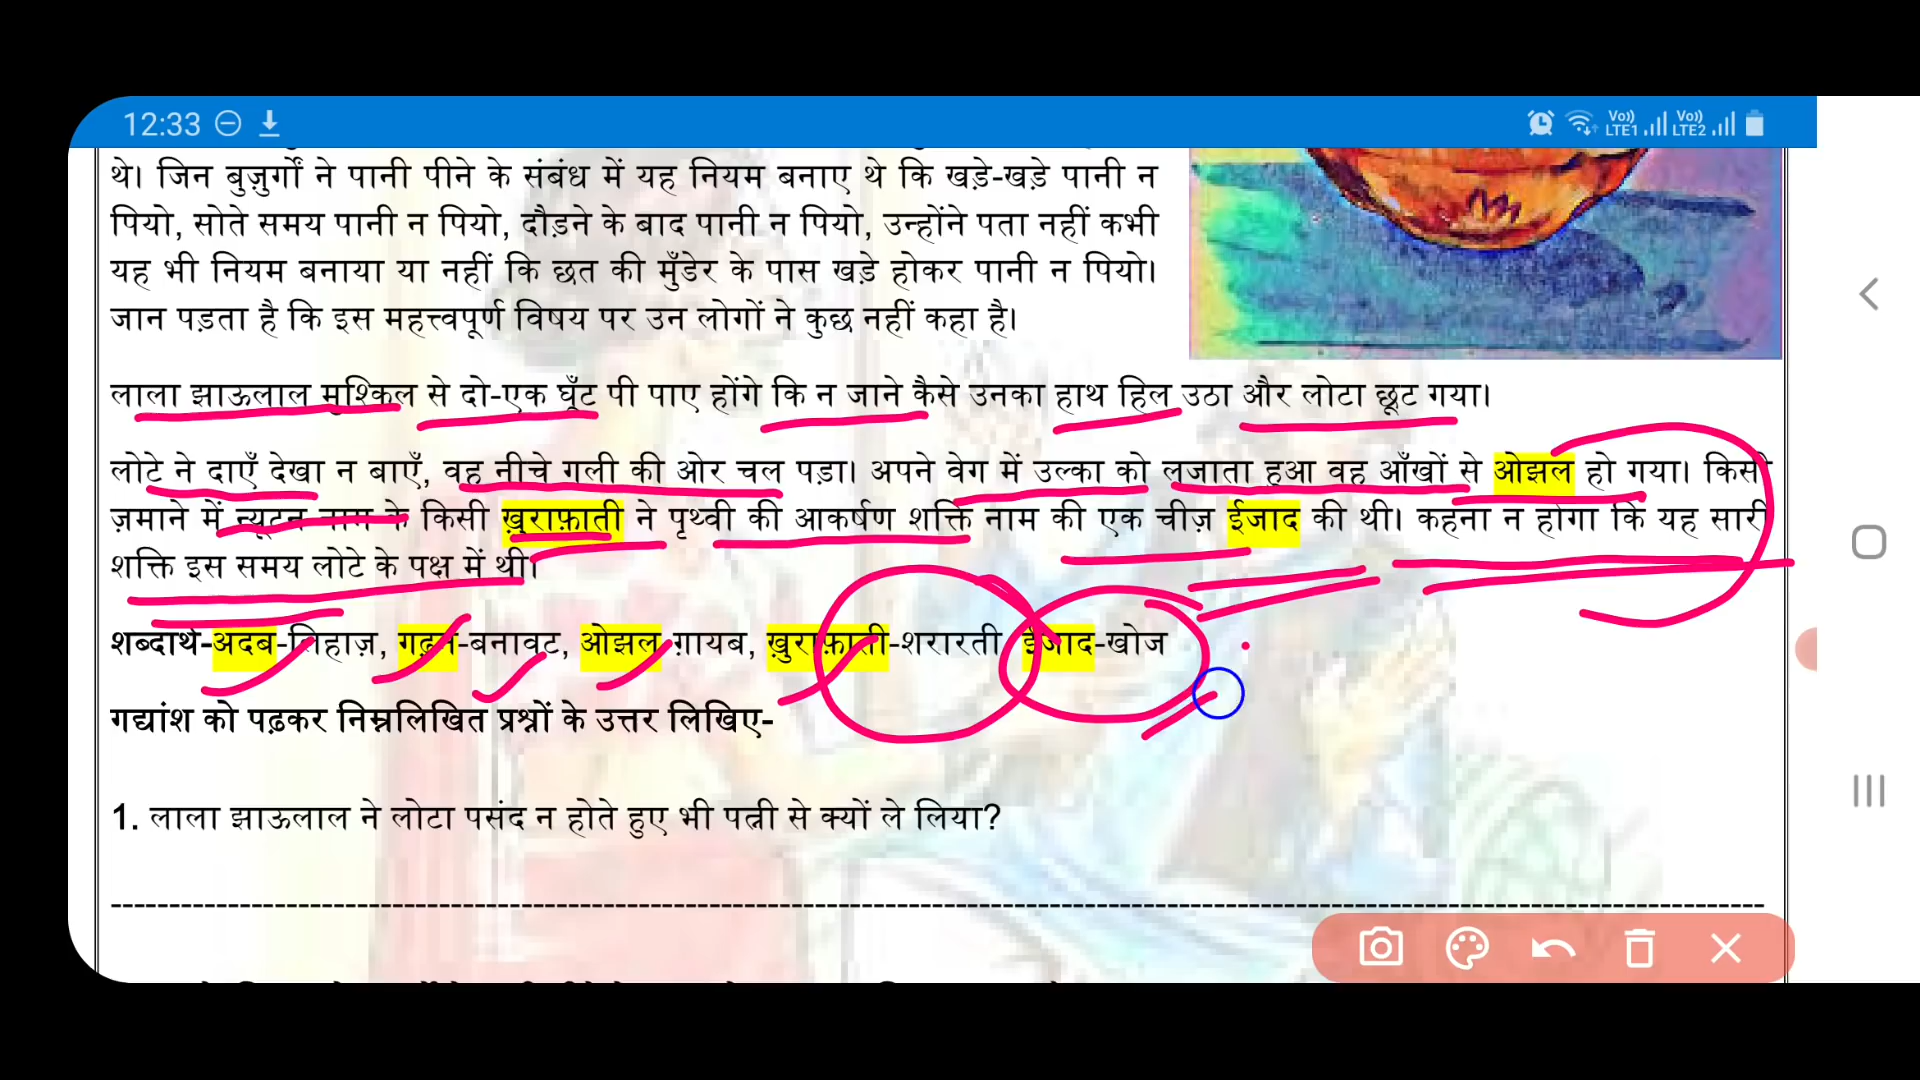 12:33
Vo)) LTE1 Vo)) LTE2
थे। जिन बुज़ुर्गों ने पानी पीने के संबंध में यह नियम बनाए थे कि खड़े-खड़े पानी न
पियो, सोते समय पानी न पियो, दौड़ने के बाद पानी न पियो, उन्होंने पता नहीं कभी
यह भी नियम बनाया या नहीं कि छत की मुँडेर के पास खड़े होकर पानी न पियो।
जान पड़ता है कि इस महत्त्वपूर्ण विषय पर उन लोगों ने कुछ नहीं कहा है।
लाला झाऊलाल मुश्किल से दो-एक घूँट पी पाए होंगे कि न जाने कैसे उनका हाथ हिल उठा और लोटा छूट गया।
लोटे ने दाएँ देखा न बाएँ, वह नीचे गली की ओर चल पड़ा। अपने वेग में उल्का को लजाता हुआ वह आँखों से ओझल हो गया। किसी
ज़माने में न्यूटन नाम के किसी ख़ुराफ़ाती ने पृथ्वी की आकर्षण शक्ति नाम की एक चीज़ ईजाद की थी। कहना न होगा कि यह सारी
शक्ति इस समय लोटे के पक्ष में थी।
शब्दार्थ-अदब-लिहाज़, गढ़न-बनावट, ओझल-ग़ायब, ख़ुराफ़ाती-शरारती, ईजाद-खोज
गद्यांश को पढ़कर निम्नलिखित प्रश्नों के उत्तर लिखिए-
1. लाला झाऊलाल ने लोटा पसंद न होते हुए भी पत्नी से क्यों ले लिया?